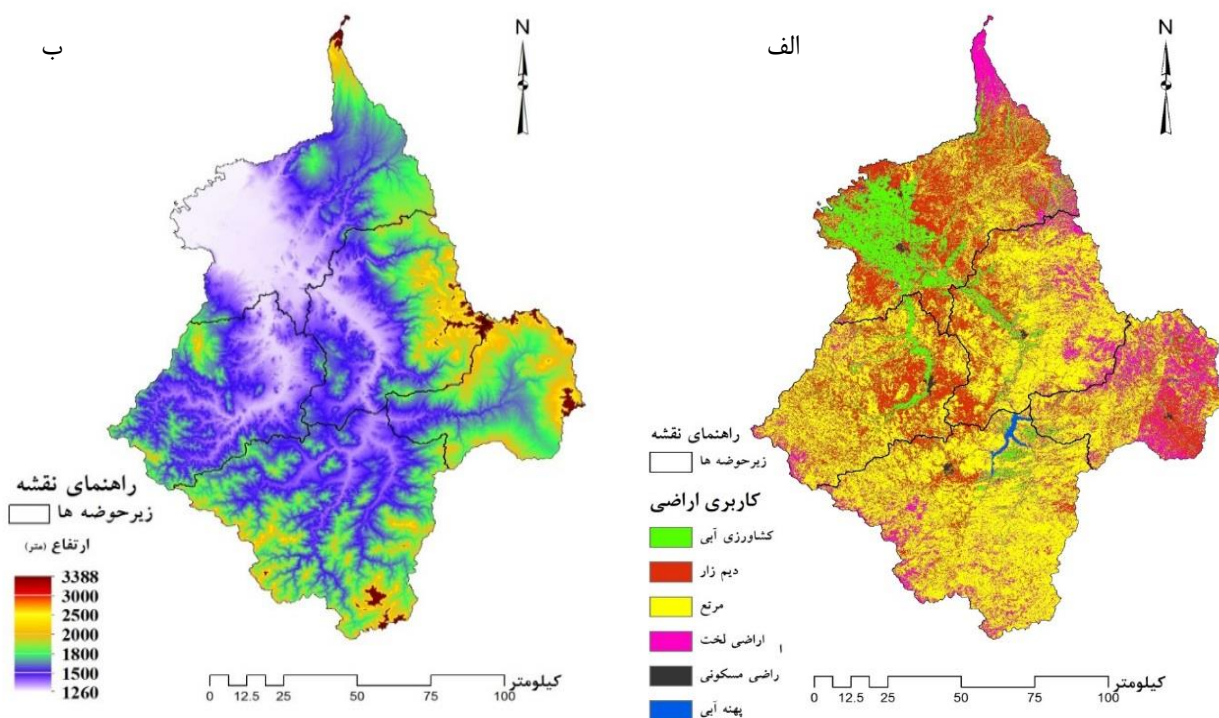 الف
N
راهنمای نقشه
زیرحوضه ها
کاربری اراضی
کشاورزی آبی
دیم زار
مرتع
اراضی لخت
ا
راضی مسکونی
پهنه آبی
کیلومتر
0 12.5 25 50 75 100
ب
N
راهنمای نقشه
زیرحوضه ها
ارتفاع (متر)
3388
3000
2500
2000
1800
1500
1260
کیلومتر
0 12.5 25 50 75 100